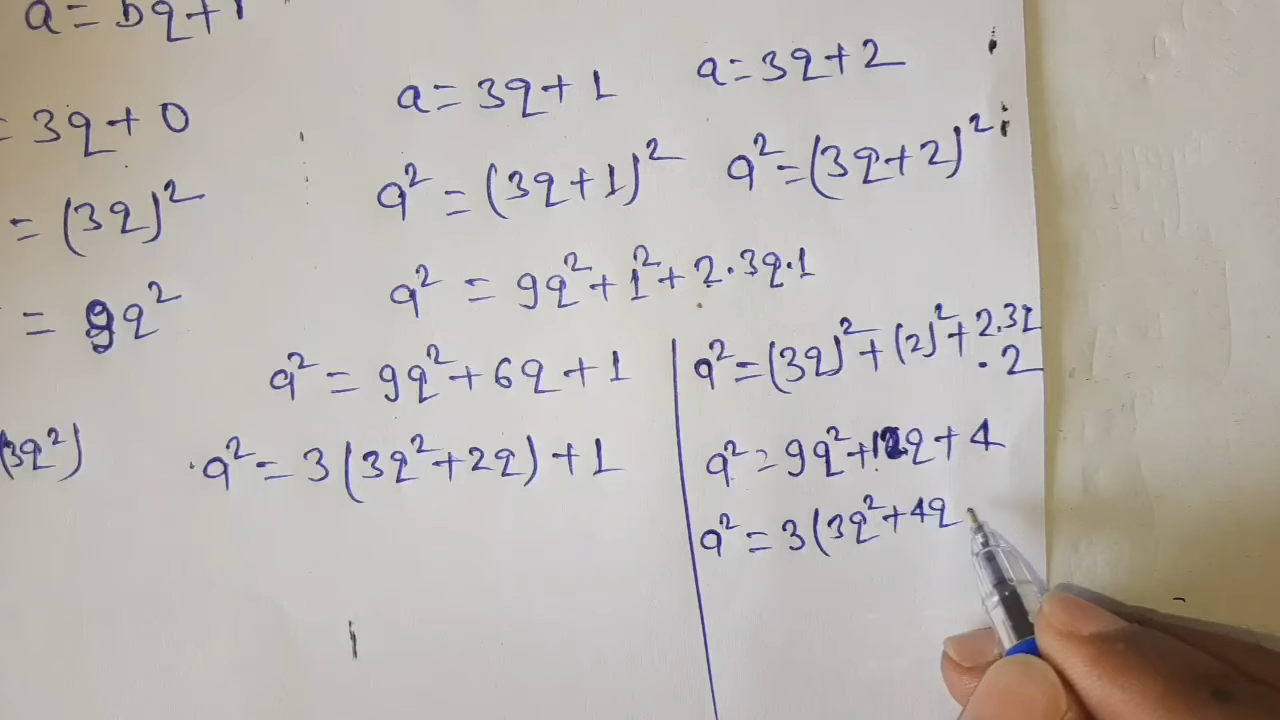 a = bq + r
= 3q + 0
= (3q)²
= 9q²
(3q²)
a = 3q + 1
a² = (3q + 1)²
a² = 9q² + 1² + 2·3q·1
a² = 9q² + 6q + 1
a² = 3(3q² + 2q) + 1
a = 3q + 2
a² = (3q + 2)²
a² = (3q)² + (2)² + 2.3q
. 2
a² = 9q² + 12q + 4
a² = 3(3q² + 4q